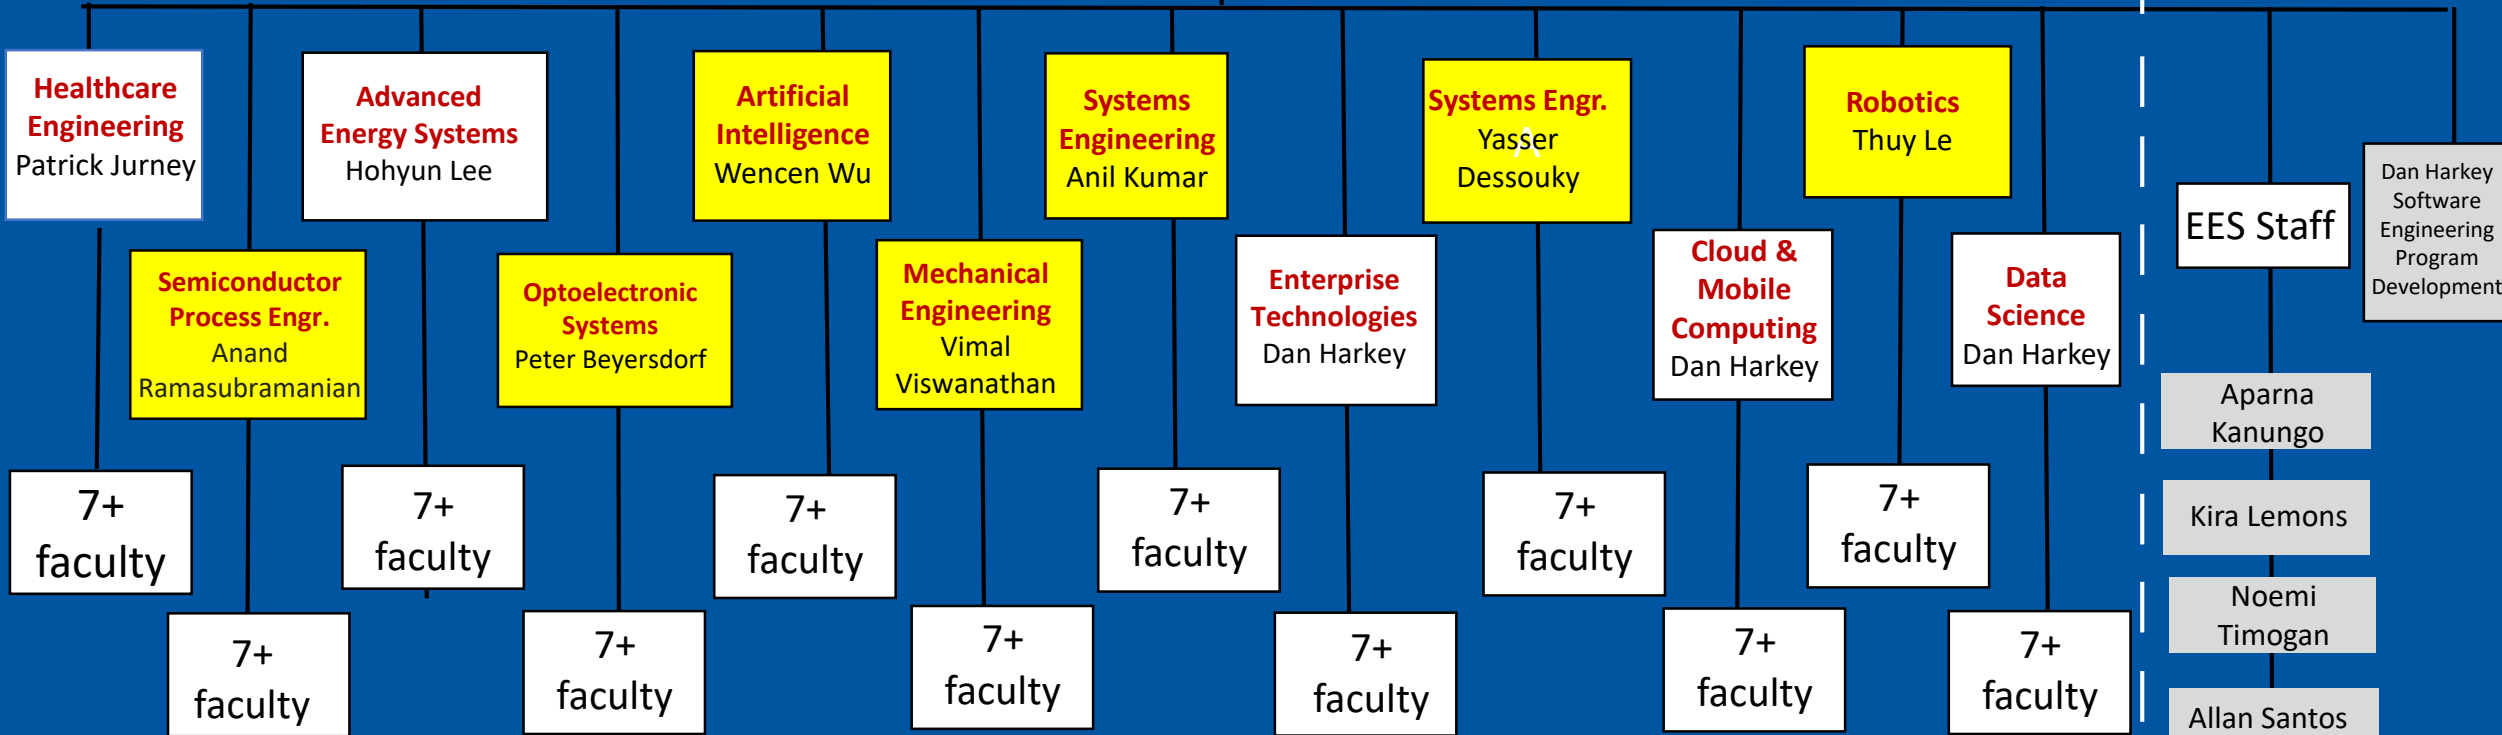 Healthcare
Engineering
Patrick Jurney
Advanced
Energy Systems
Hohyun Lee
Artificial
Intelligence
Wencen Wu
Systems
Engineering
Anil Kumar
Systems Engr.
Yasser
A
Dessouky
Robotics
Thuy Le
Semiconductor
Process Engr.
Anand
Ramasubramanian
Optoelectronic
Systems
Peter Beyersdorf
Mechanical
Engineering
Vimal
Viswanathan
Enterprise
Technologies
Dan Harkey
Cloud &
Mobile
Computing
Dan Harkey
Data
Science
Dan Harkey
EES Staff
Dan Harkey
Software
Engineering
Program
Development
Aparna
Kanungo
Kira Lemons
Noemi
Timogan
Allan Santos
7+
faculty
7+
faculty
7+
faculty
7+
faculty
7+
faculty
7+
faculty
7+
faculty
7+
faculty
7+
faculty
7+
faculty
7+
faculty
7+
faculty